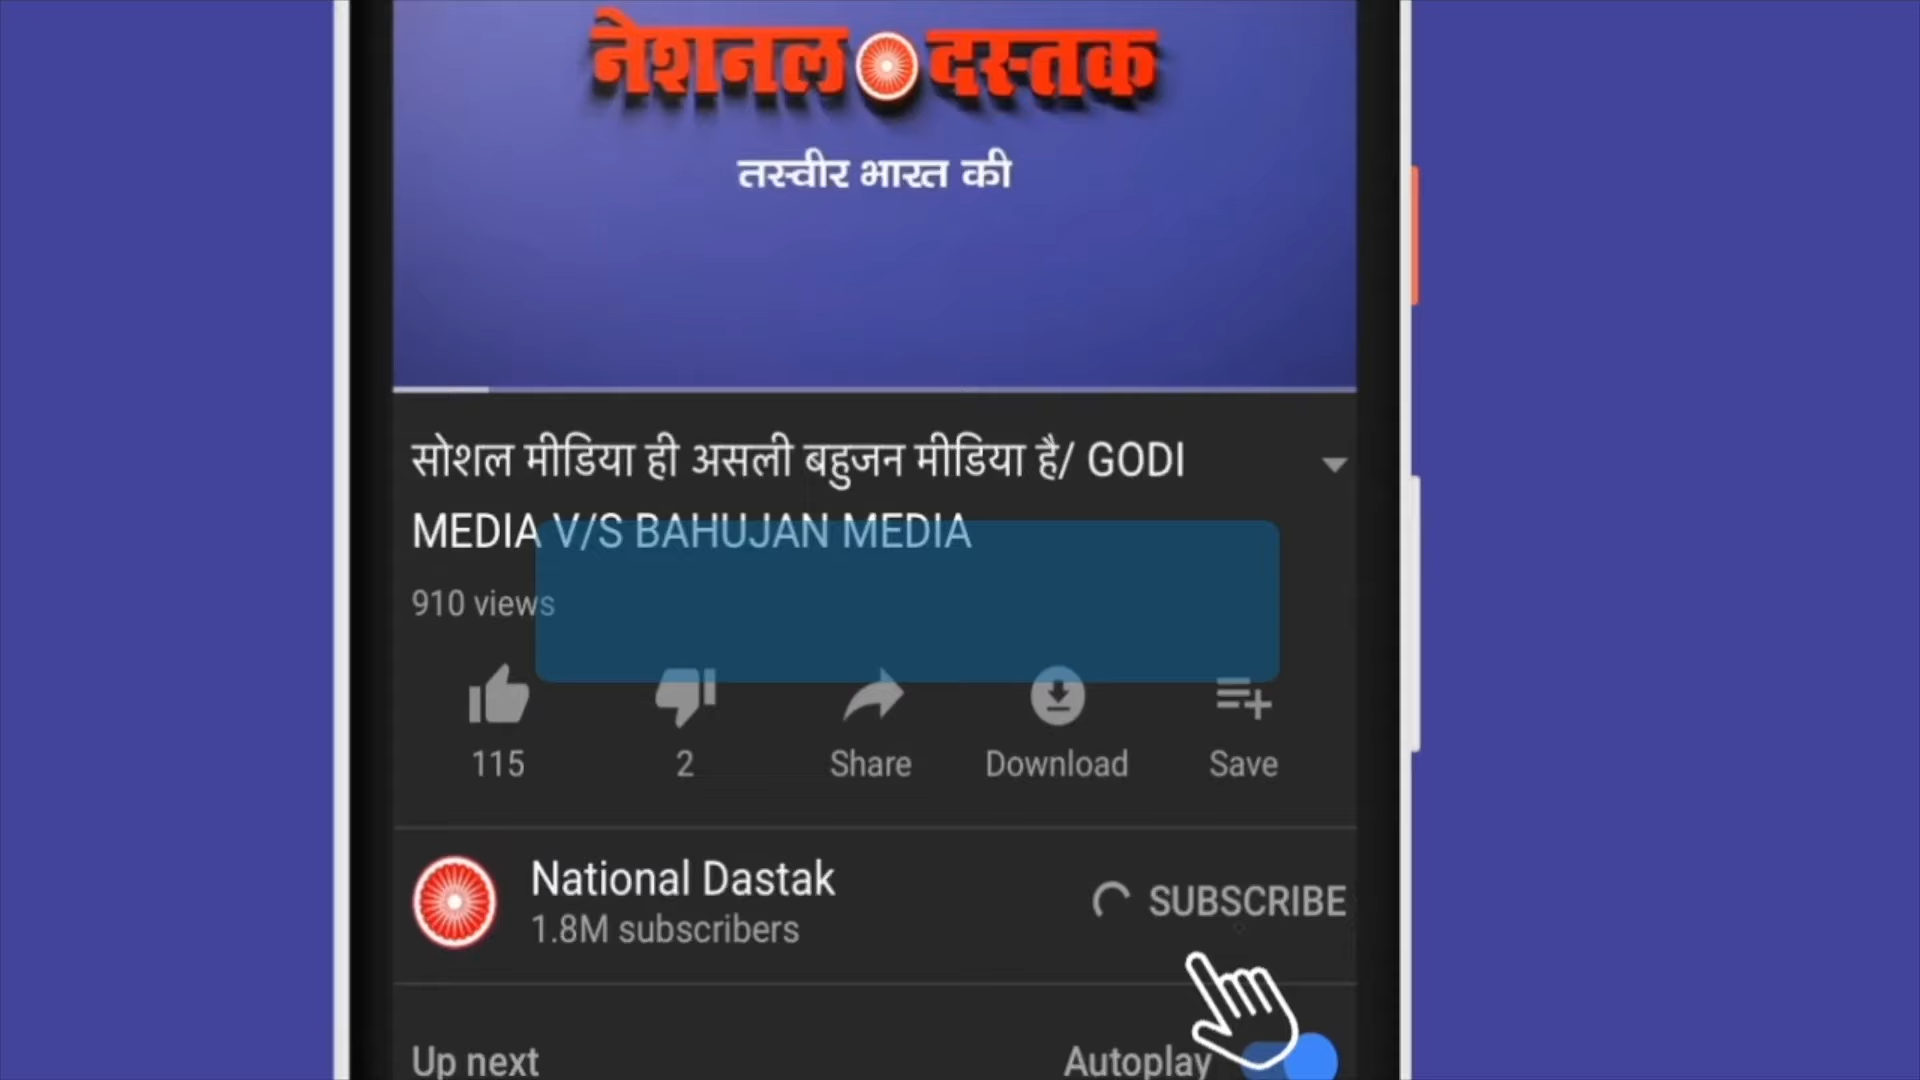 नेशनल दस्तक
तस्वीर भारत की
सोशल मीडिया ही असली बहुजन मीडिया है/ GODI
MEDIA V/S BAHUJAN MEDIA
910 views
115
2
Share
Download
Save
National Dastak
SUBSCRIBE
1.8M subscribers
Up next
Autoplay